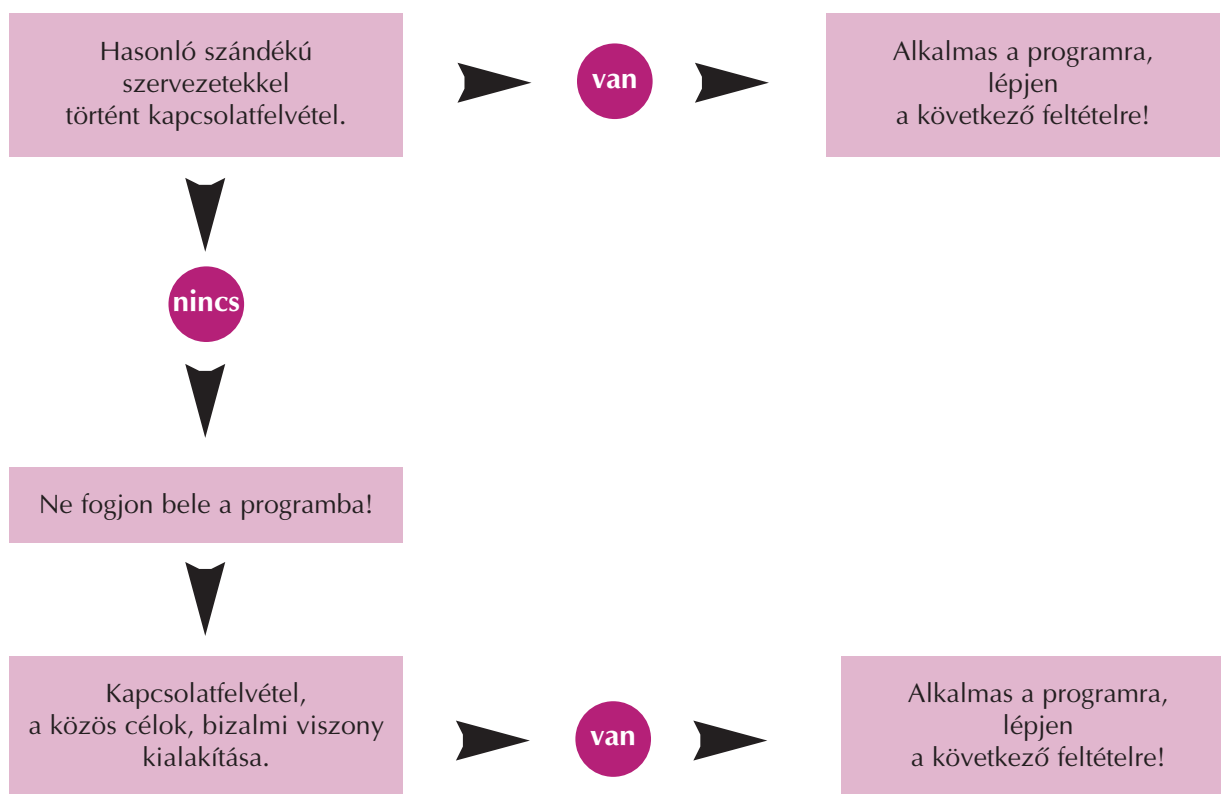 Hasonló szándékú
szervezetekkel
történt kapcsolatfelvétel.
van
Alkalmas a programra,
lépjen
a következő feltételre!
nincs
Ne fogjon bele a programba!
Kapcsolatfelvétel,
a közös célok, bizalmi viszony
kialakítása.
van
Alkalmas a programra,
lépjen
a következő feltételre!